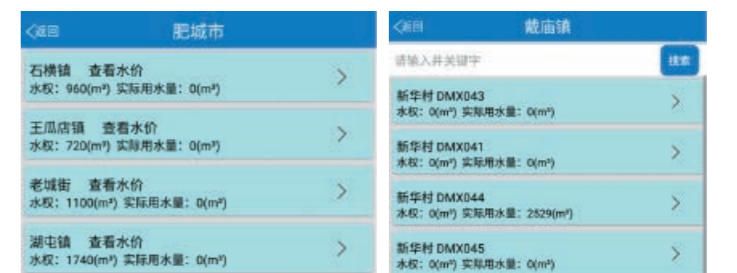 <返回
肥城市
石横镇 查看水价
水权：960(m³) 实际用水量：0(m³)
>
王瓜店镇 查看水价
水权：720(m³) 实际用水量：0(m³)
>
老城街 查看水价
水权：1100(m³) 实际用水量：0(m³)
>
湖屯镇 查看水价
水权：1740(m³) 实际用水量：0(m³)
>
<返回
戴庙镇
请输入井关键字
搜索
新华村 DMX043
水权：0(m³) 实际用水量：0(m³)
>
新华村 DMX041
水权：0(m³) 实际用水量：0(m³)
>
新华村 DMX044
水权：0(m³) 实际用水量：2529(m³)
>
新华村 DMX045
水权：0(m³) 实际用水量：0(m³)
>